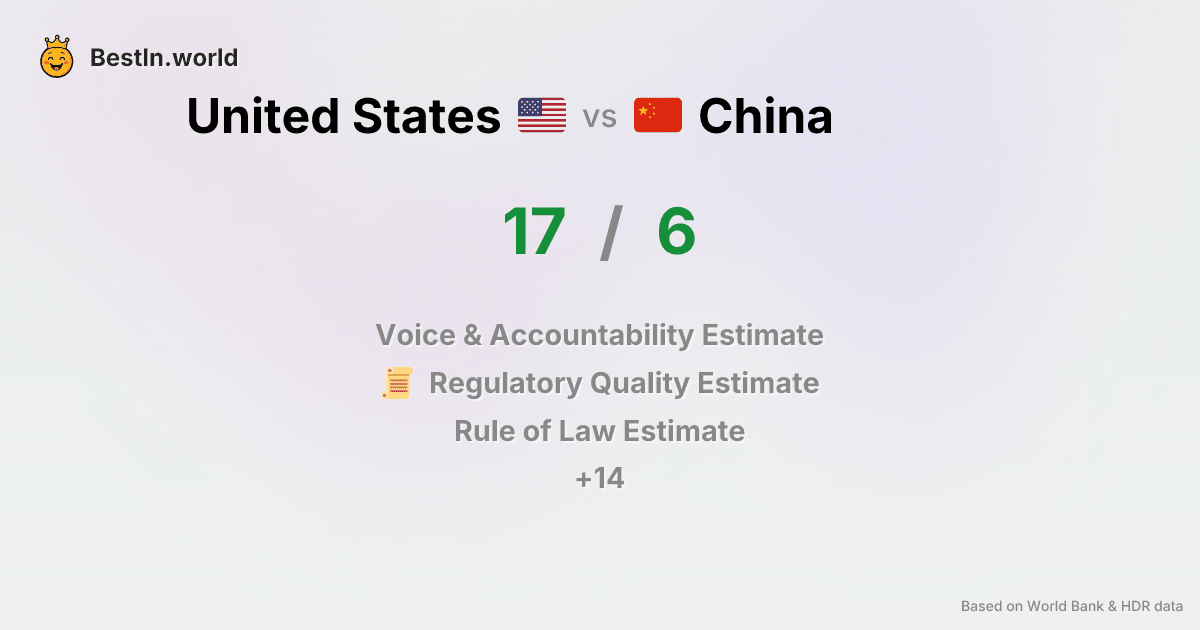 BestIn.world
United States vs China
17 / 6
Voice & Accountability Estimate
Regulatory Quality Estimate
Rule of Law Estimate
+14
Based on World Bank & HDR data